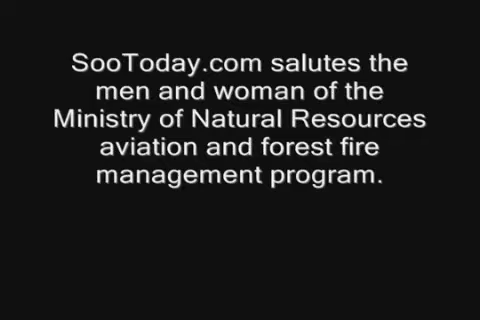 SooToday.com salutes the
men and woman of the
Ministry of Natural Resources
aviation and forest fire
management program.